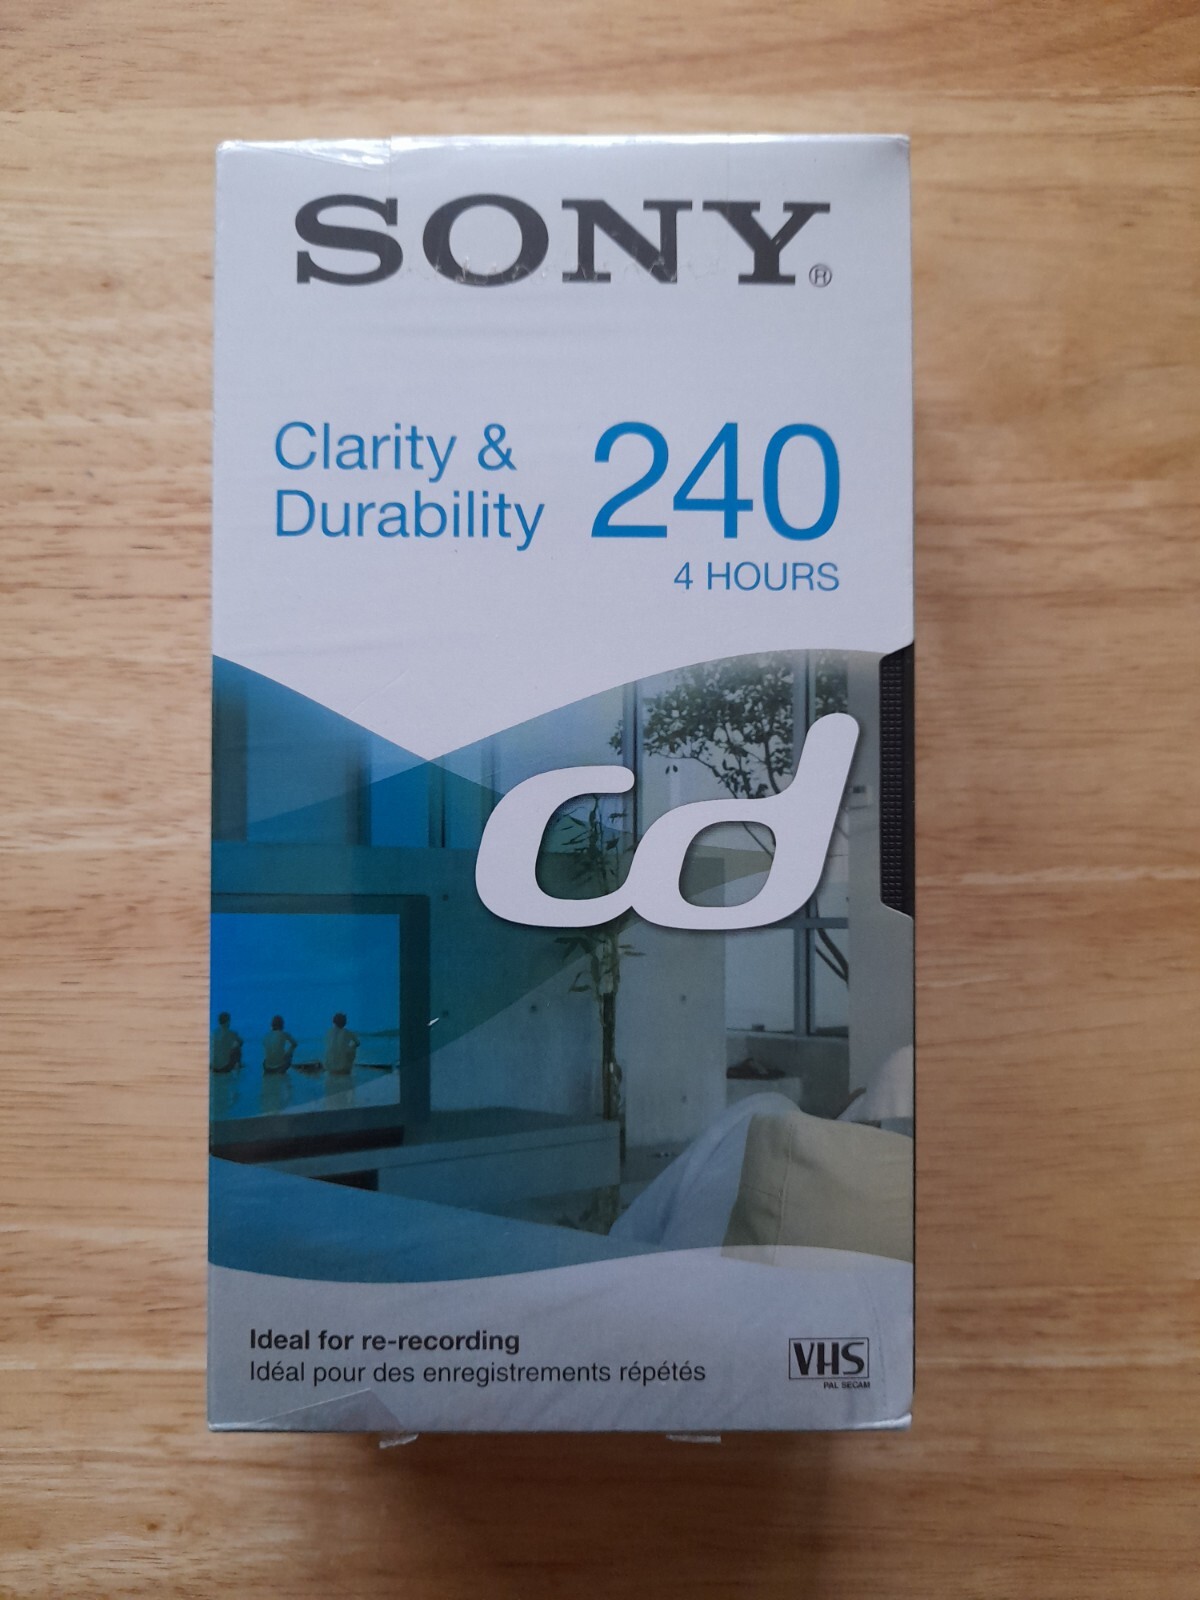 SONY®
Clarity &
Durability
240
4 HOURS
cd
Ideal for re-recording
Idéal pour des enregistrements répétés
VHS
PAL SECAM